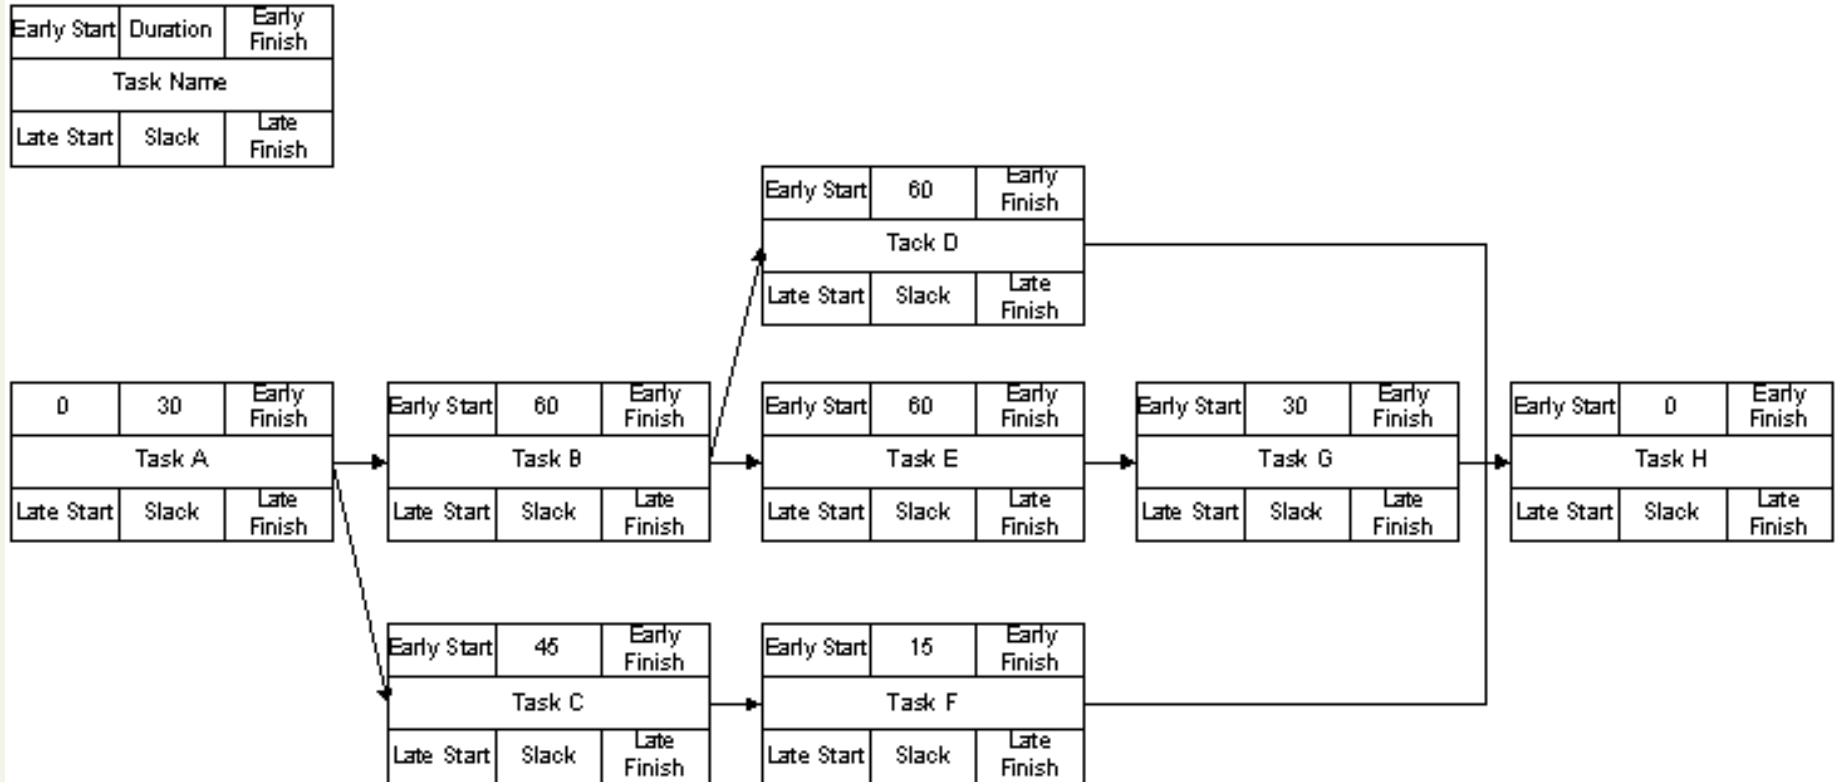 Early Start Duration Early
Finish
Task Name
Late Start Slack Late
Finish
Early Start 60 Early
Finish
Tack D
Late Start Slack Late
Finish
0 30 Early
Finish
Task A
Late Start Slack Late
Finish
Early Start 60 Early
Finish
Task B
Late Start Slack Late
Finish
Early Start 60 Early
Finish
Task E
Late Start Slack Late
Finish
Early Start 30 Early
Finish
Task G
Late Start Slack Late
Finish
Early Start 0 Early
Finish
Task H
Late Start Slack Late
Finish
Early Start 45 Early
Finish
Task C
Late Start Slack Late
Finish
Early Start 15 Early
Finish
Task F
Late Start Slack Late
Finish